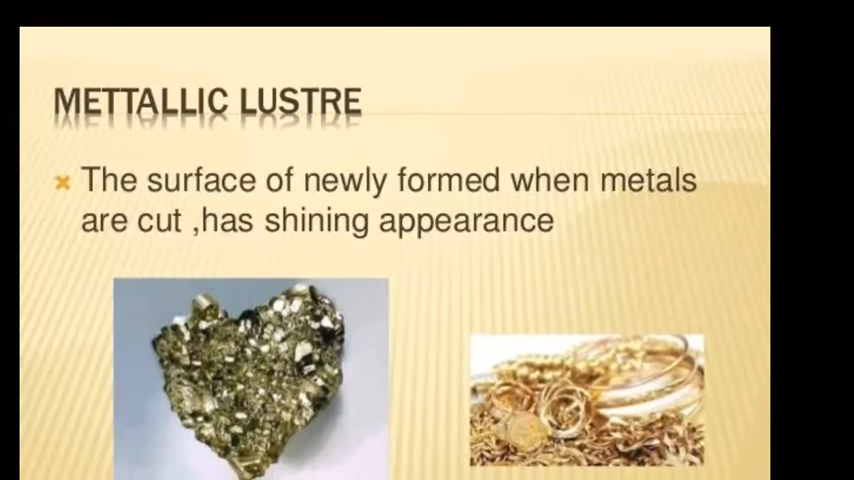 METTALLIC LUSTRE
The surface of newly formed when metals
are cut ,has shining appearance